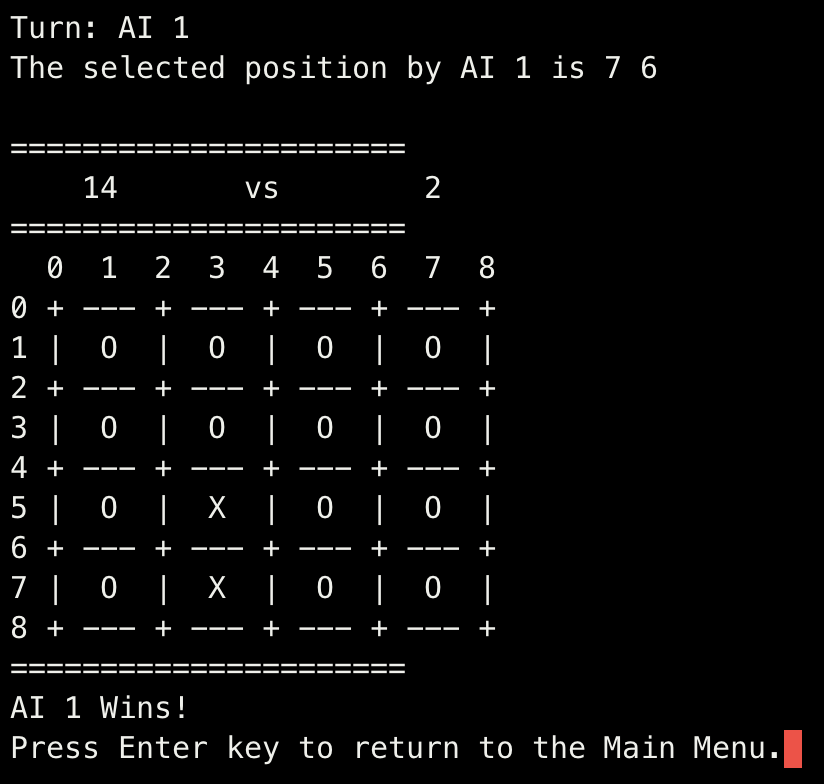 Turn: AI 1
The selected position by AI 1 is 7 6

======================
    14       vs        2
======================
  0  1  2  3  4  5  6  7  8
0 + --- + --- + --- + --- +
1 |  O  |  O  |  O  |  O  |
2 + --- + --- + --- + --- +
3 |  O  |  O  |  O  |  O  |
4 + --- + --- + --- + --- +
5 |  O  |  X  |  O  |  O  |
6 + --- + --- + --- + --- +
7 |  O  |  X  |  O  |  O  |
8 + --- + --- + --- + --- +
======================
AI 1 Wins!
Press Enter key to return to the Main Menu.